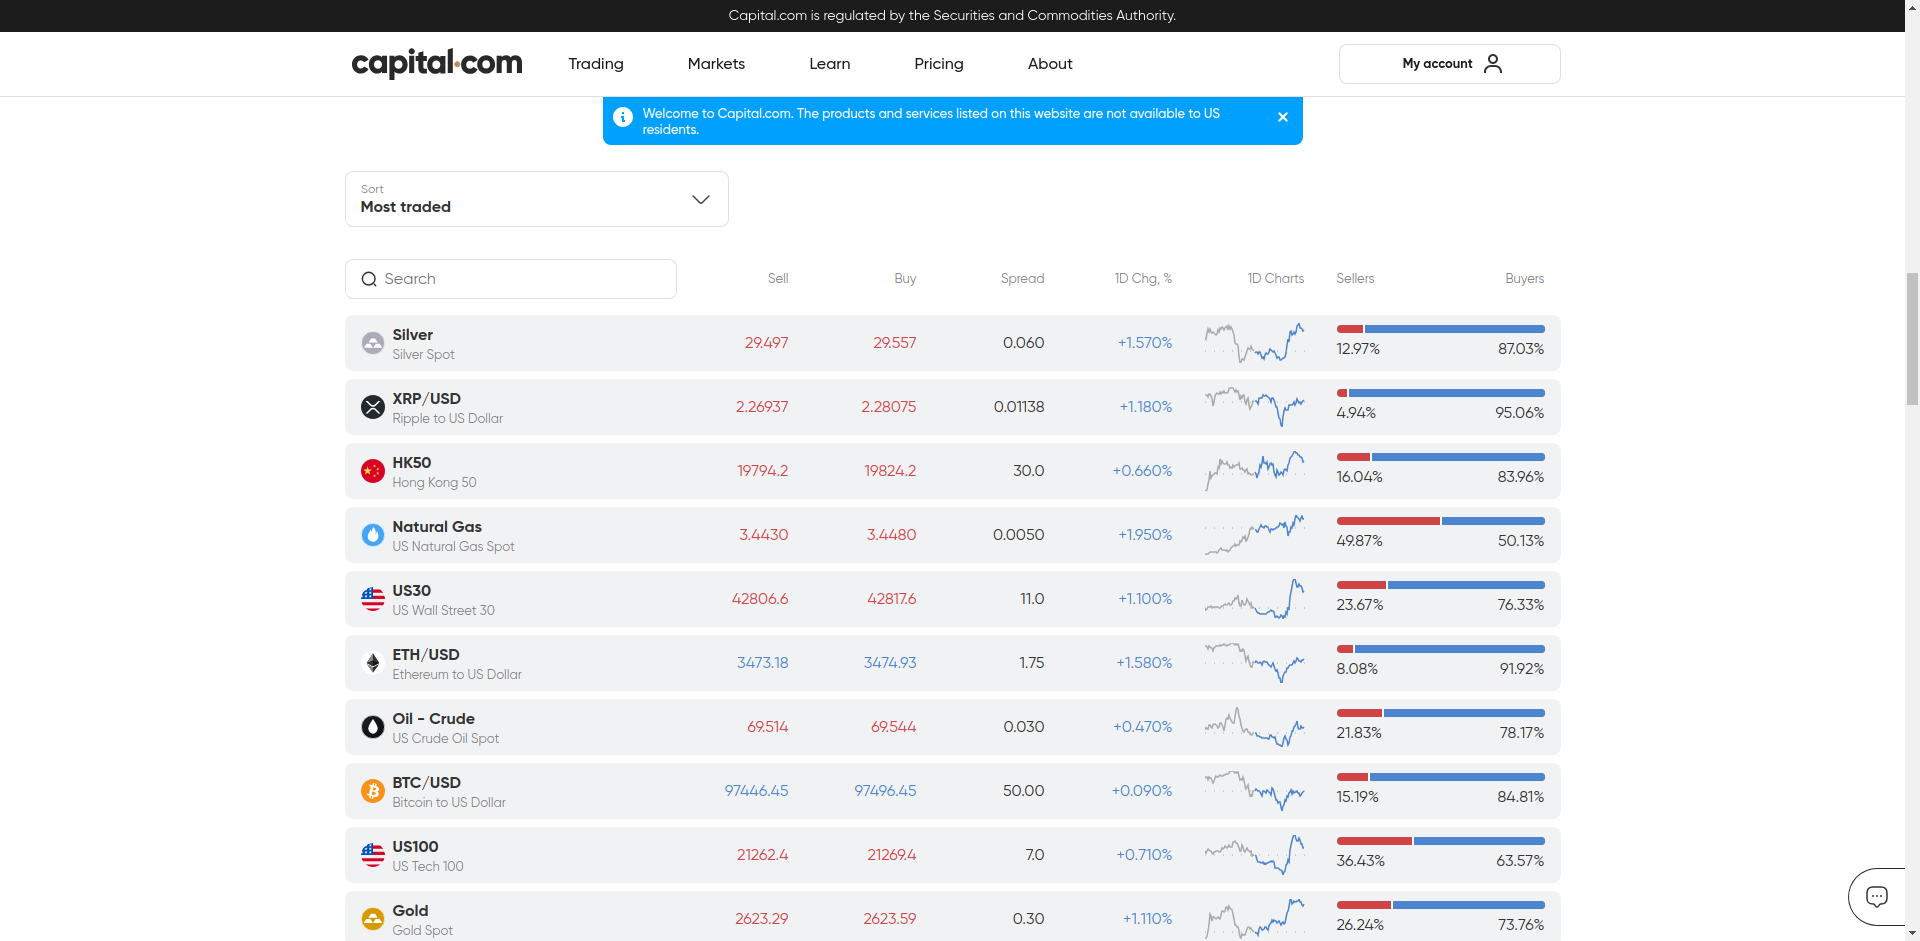 Capital.com is regulated by the Securities and Commodities Authority.
capital.com Trading Markets Learn Pricing About My account
Welcome to Capital.com. The products and services listed on this website are not available to US
residents.
Sort
Most traded
Search Sell Buy Spread 1D Chg, % 1D Charts Sellers Buyers
Silver
Silver Spot
29.497 29.557 0.060 +1.570% 12.97% 87.03%
XRP/USD
Ripple to US Dollar
2.26937 2.28075 0.01138 +1.180% 4.94% 95.06%
HK50
Hong Kong 50
19794.2 19824.2 30.0 +0.660% 16.04% 83.96%
Natural Gas
US Natural Gas Spot
3.4430 3.4480 0.0050 +1.950% 49.87% 50.13%
US30
US Wall Street 30
42806.6 42817.6 11.0 +1.100% 23.67% 76.33%
ETH/USD
Ethereum to US Dollar
3473.18 3474.93 1.75 +1.580% 8.08% 91.92%
Oil - Crude
US Crude Oil Spot
69.514 69.544 0.030 +0.470% 21.83% 78.17%
BTC/USD
Bitcoin to US Dollar
97446.45 97496.45 50.00 +0.090% 15.19% 84.81%
US100
US Tech 100
21262.4 21269.4 7.0 +0.710% 36.43% 63.57%
Gold
Gold Spot
2623.29 2623.59 0.30 +1.110% 26.24% 73.76%